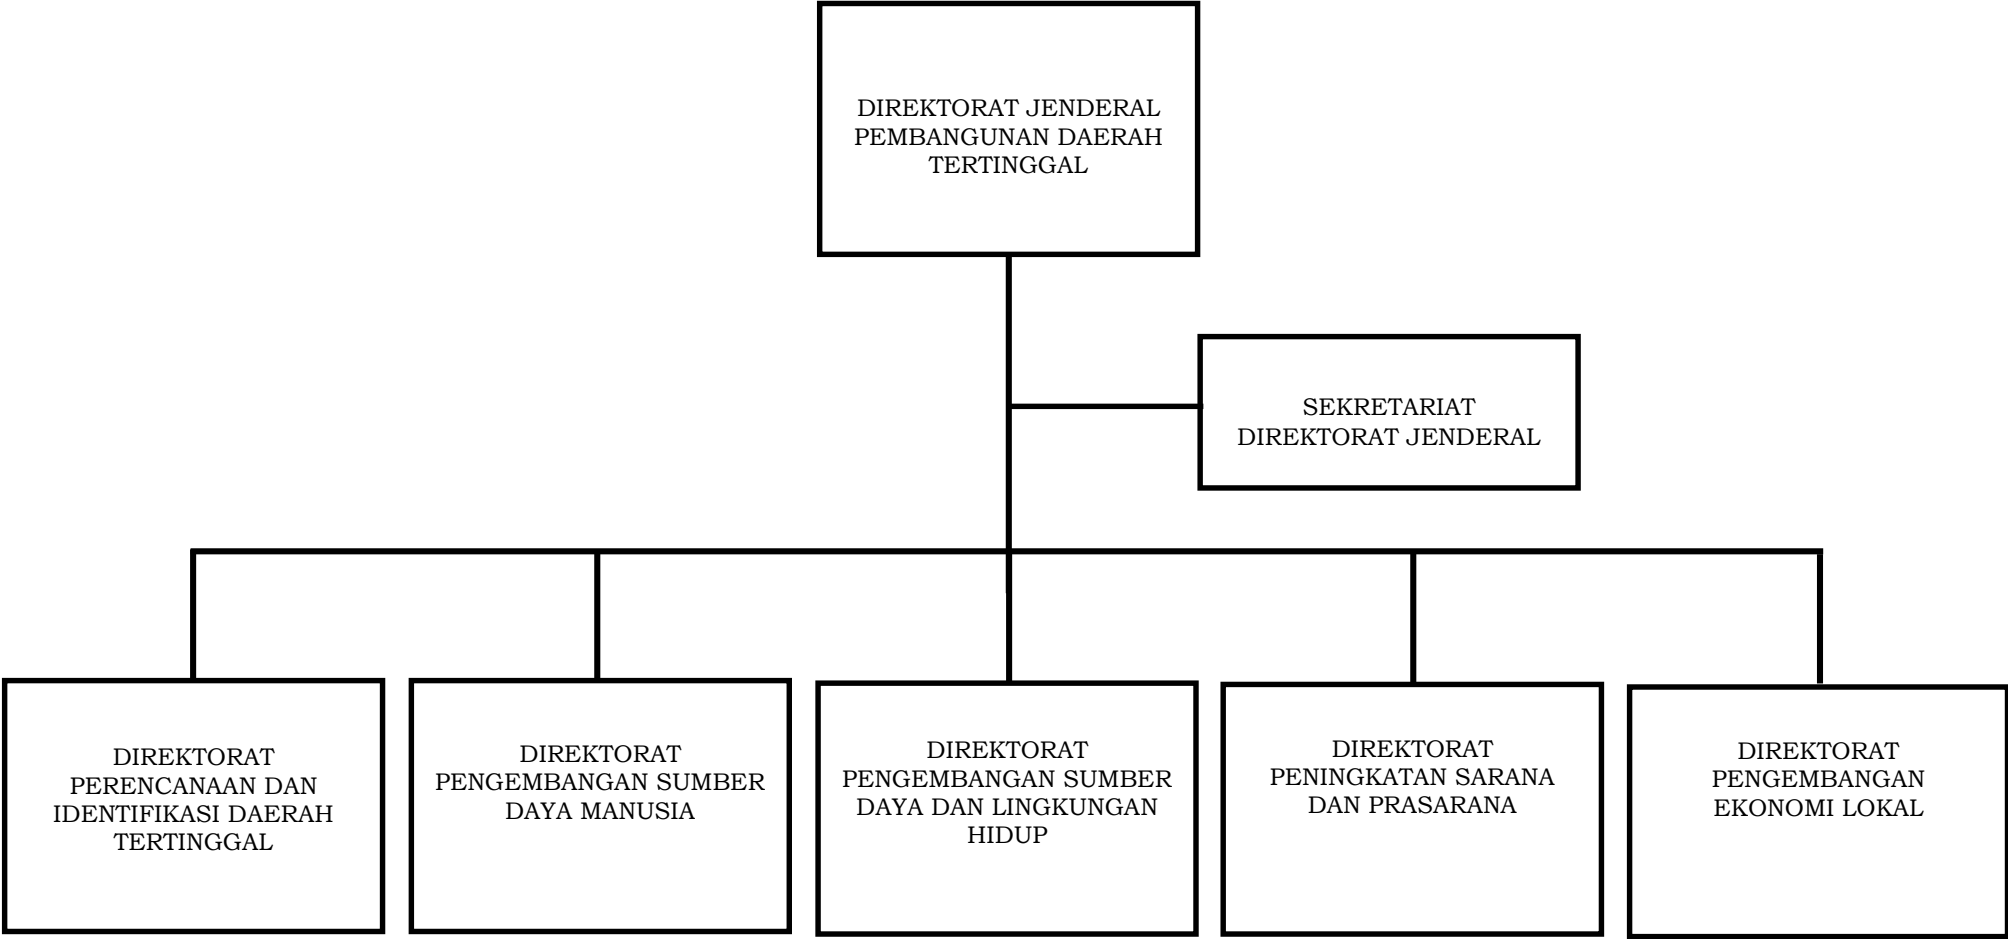 DIREKTORAT JENDERAL
PEMBANGUNAN DAERAH
TERTINGGAL
SEKRETARIAT
DIREKTORAT JENDERAL
DIREKTORAT
PERENCANAAN DAN
IDENTIFIKASI DAERAH
TERTINGGAL
DIREKTORAT
PENGEMBANGAN SUMBER
DAYA MANUSIA
DIREKTORAT
PENGEMBANGAN SUMBER
DAYA DAN LINGKUNGAN
HIDUP
DIREKTORAT
PENINGKATAN SARANA
DAN PRASARANA
DIREKTORAT
PENGEMBANGAN
EKONOMI LOKAL